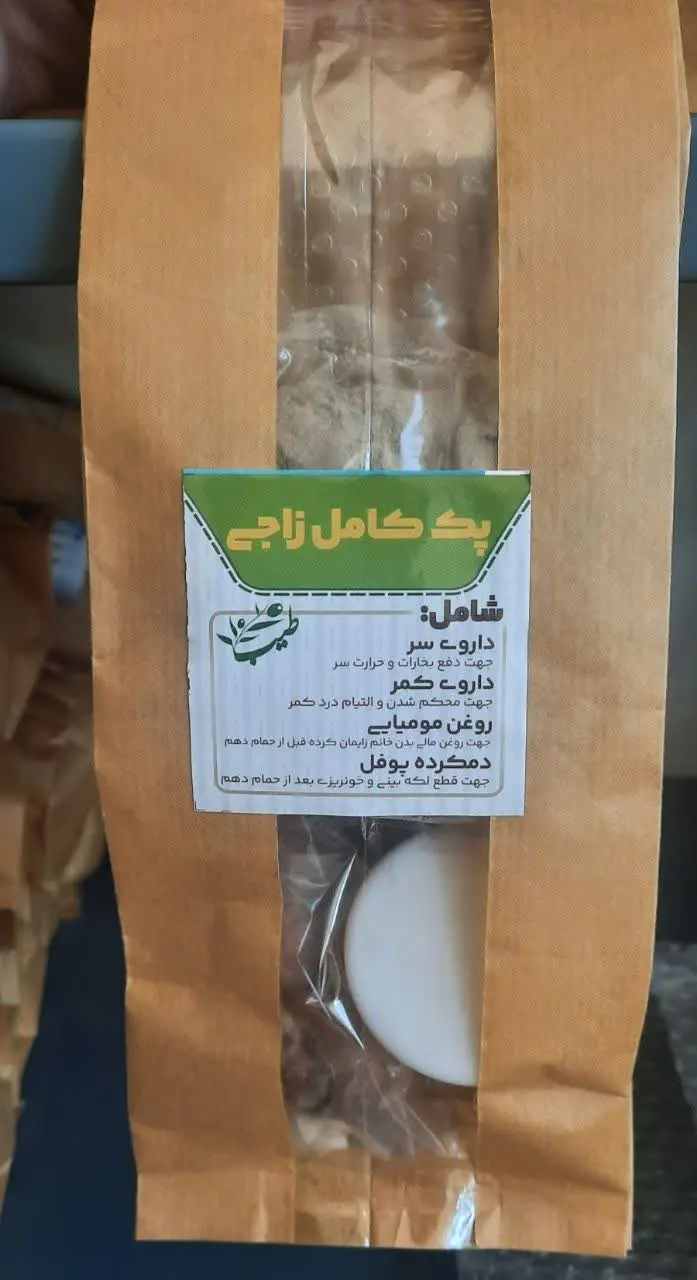 پک کامل زاجی
شامل:
طبیب
داروی سر
جهت دفع بخارات و حرارت سر
داروی کمر
جهت محکم شدن و التیام درد کمر
روغن مومیایی
جهت روغن مالی بدن خانم زایمان کرده قبل از حمام دهم
دمکرده پوفل
جهت قطع لکه بینی و خونریزی بعد از حمام دهم